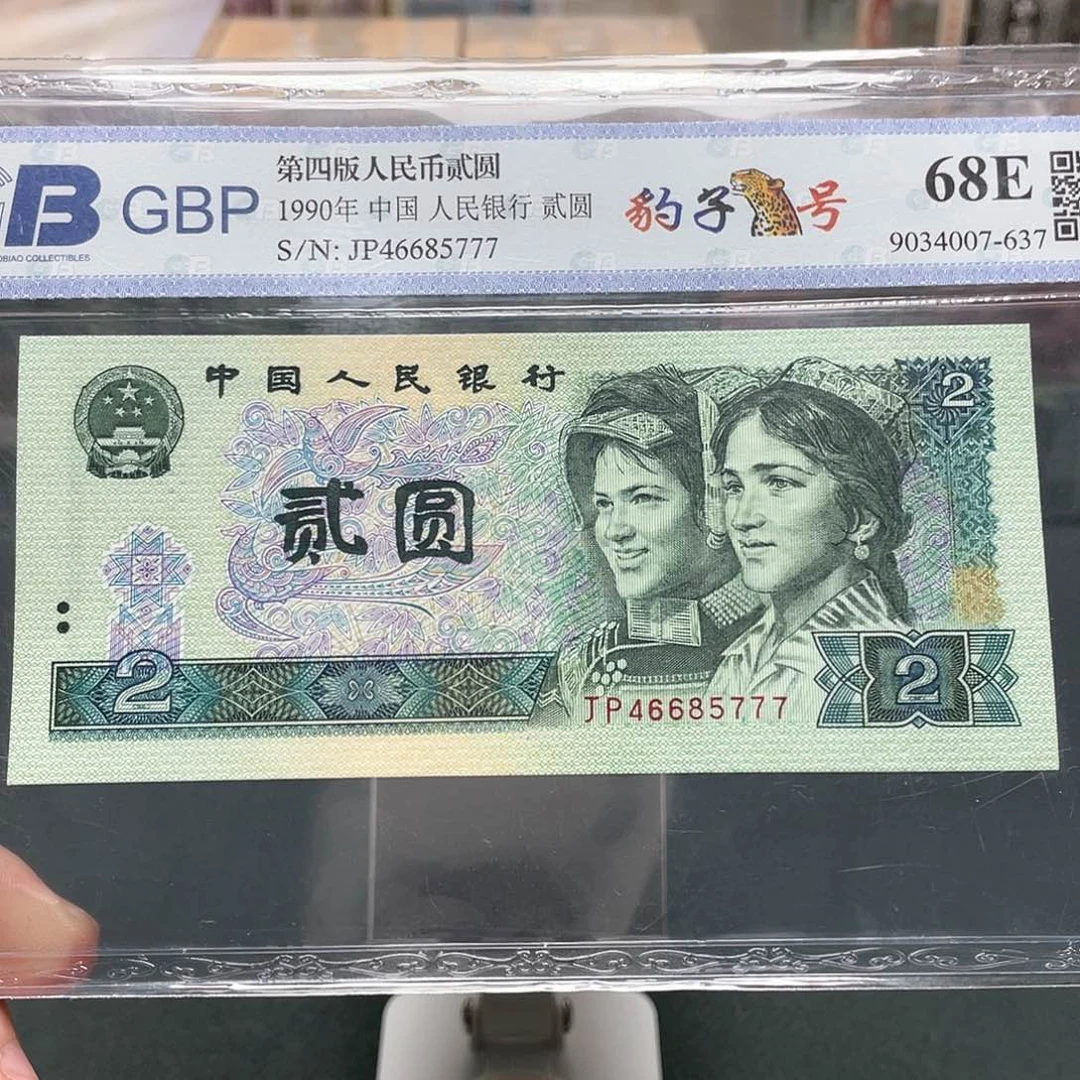 B GBP
OBIAO COLLECTIBLES
第四版人民币贰圆
1990年 中国 人民银行 贰圆
S/N: JP46685777
豹子号
68E
9034007-637
中国人民银行
贰圆
2
2
2
JP46685777